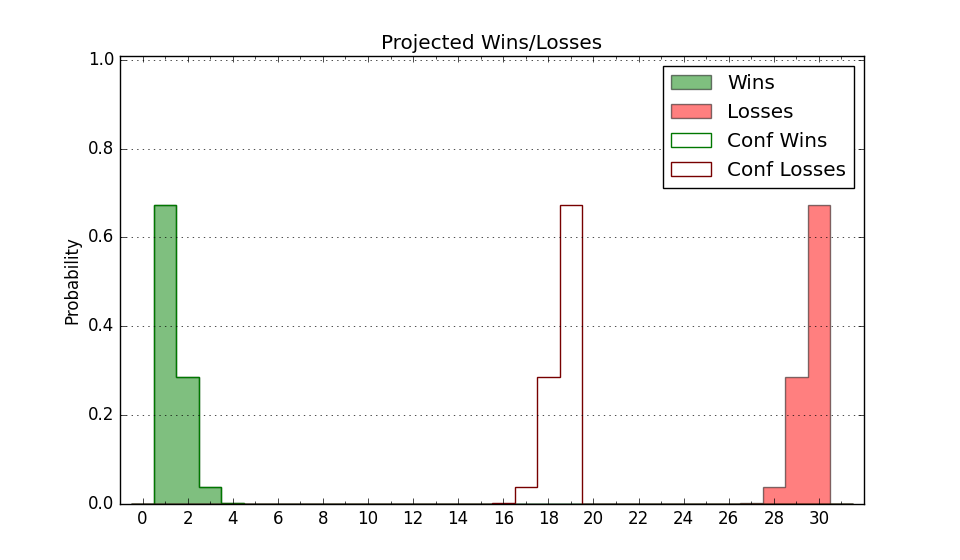 Projected Wins/Losses
1.0
0.8
0.6
0.4
0.2
0.0
Probability
Wins
Losses
Conf Wins
Conf Losses
0 2 4 6 8 10 12 14 16 18 20 22 24 26 28 30